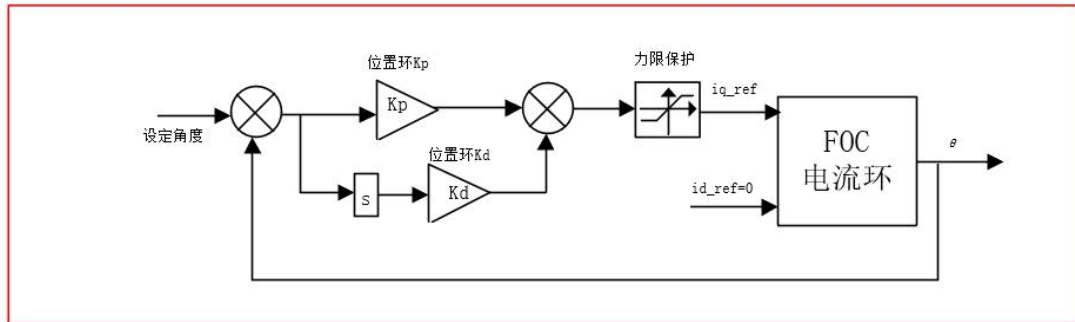 力限保护
位置环Kp
Kp
iq_ref
设定角度
位置环Kd
FOC
电流环
θ
S
Kd
id_ref=0